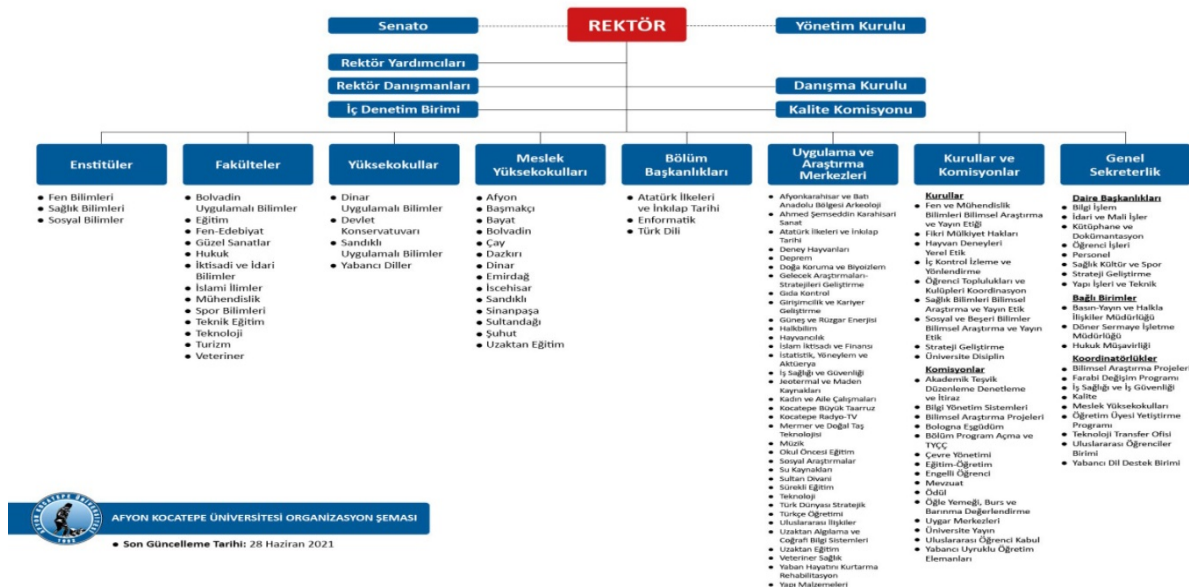 Senato
REKTÖR
Yönetim Kurulu
Rektör Yardımcıları
Rektör Danışmanları
Danışma Kurulu
İç Denetim Birimi
Kalite Komisyonu
Enstitüler
• Fen Bilimleri
• Sağlık Bilimleri
• Sosyal Bilimler
Fakülteler
• Bolvadin
Uygulamalı Bilimler
• Eğitim
• Fen-Edebiyat
• Güzel Sanatlar
• Hukuk
• İktisadi ve İdari
Bilimler
• İslami İlimler
• Mühendislik
• Spor Bilimleri
• Teknik Eğitim
• Teknoloji
• Turizm
• Veteriner
Yüksekokullar
• Dinar
Uygulamalı Bilimler
• Devlet
Konservatuvarı
• Sandıklı
Uygulamalı Bilimler
• Yabancı Diller
Meslek
Yüksekokulları
• Afyon
• Başmakçı
• Bayat
• Bolvadin
• Çay
• Dazkırı
• Dinar
• Emirdağ
• İscehisar
• Sandıklı
• Sinanpaşa
• Sultandağı
• Şuhut
• Uzaktan Eğitim
Bölüm
Başkanlıkları
• Atatürk İlkeleri
ve İnkılap Tarihi
• Enformatik
• Türk Dili
Uygulama ve
Araştırma
Merkezleri
• Afyonkarahisar ve Batı
Anadolu Bölgesi Arkeoloji
• Ahmed Şemseddin Karahisari
Sanat
• Atatürk İlkeleri ve İnkılap
Tarihi
• Deney Hayvanları
• Deprem
• Doğa Koruma ve Biyoizlem
• Gelecek Araştırmaları-
Stratejileri Geliştirme
• Gıda Kontrol
• Girişimcilik ve Kariyer
Geliştirme
• Güneş ve Rüzgar Enerjisi
• Halkbilim
• Hayvancılık
• İslam İktisadı ve Finansı
• İstatistik, Yöneylem ve
Aktüerya
• İş Sağlığı ve Güvenliği
• Jeotermal ve Maden
Kaynakları
• Kadın ve Aile Çalışmaları
• Kocatepe Büyük Taarruz
• Kocatepe Radyo-TV
• Mermer ve Doğal Taş
Teknolojisi
• Müzik
• Okul Öncesi Eğitim
• Sosyal Araştırmalar
• Su Kaynakları
• Sultan Divani
• Sürekli Eğitim
• Teknoloji
• Türk Dünyası Stratejik
• Türkçe Öğretimi
• Uluslararası İlişkiler
• Uzaktan Algılama ve
Coğrafi Bilgi Sistemleri
• Uzaktan Eğitim
• Veteriner Sağlık
• Yaban Hayatını Kurtarma
Rehabilitasyon
• Yapı Malzemeleri
Kurullar ve
Komisyonlar
Kurullar
• Fen ve Mühendislik
Bilimleri Bilimsel Araştırma
ve Yayın Etiği
• Fikri Mülkiyet Hakları
• Hayvan Deneyleri
Yerel Etik
• İç Kontrol İzleme ve
Yönlendirme
• Öğrenci Toplulukları ve
Kulüpleri Koordinasyon
• Sağlık Bilimleri Bilimsel
Araştırma ve Yayın Etik
• Sosyal ve Beşeri Bilimler
Bilimsel Araştırma ve Yayın
Etik
• Strateji Geliştirme
• Üniversite Disiplin
Komisyonlar
• Akademik Teşvik
Düzenleme Denetleme
ve İtiraz
• Bilgi Yönetim Sistemleri
• Bilimsel Araştırma Projeleri
• Bologna Eşgüdüm
• Bölüm Program Açma ve
TYÇÇ
• Çevre Yönetimi
• Eğitim-Öğretim
• Engelli Öğrenci
• Mevzuat
• Ödül
• Öğle Yemeği, Burs ve
Barınma Değerlendirme
• Uygar Merkezleri
• Üniversite Yayın
• Uluslararası Öğrenci Kabul
• Yabancı Uyruklu Öğretim
Elemanları
Genel
Sekreterlik
Daire Başkanlıkları
• Bilgi İşlem
• İdari ve Mali İşler
• Kütüphane ve
Dokümantasyon
• Öğrenci İşleri
• Personel
• Sağlık Kültür ve Spor
• Strateji Geliştirme
• Yapı İşleri ve Teknik
Bağlı Birimler
• Basın-Yayın ve Halkla
İlişkiler Müdürlüğü
• Döner Sermaye İşletme
Müdürlüğü
• Hukuk Müşavirliği
Koordinatörlükler
• Bilimsel Araştırma Projeleri
• Farabi Değişim Programı
• İş Sağlığı ve İş Güvenliği
• Kalite
• Meslek Yüksekokulları
• Öğretim Üyesi Yetiştirme
Programı
• Teknoloji Transfer Ofisi
• Uluslararası Öğrenciler
Birimi
• Yabancı Dil Destek Birimi
AFYON KOCATEPE ÜNİVERSİTESİ
1992
AFYON KOCATEPE ÜNİVERSİTESİ ORGANİZASYON ŞEMASI
• Son Güncelleme Tarihi: 28 Haziran 2021